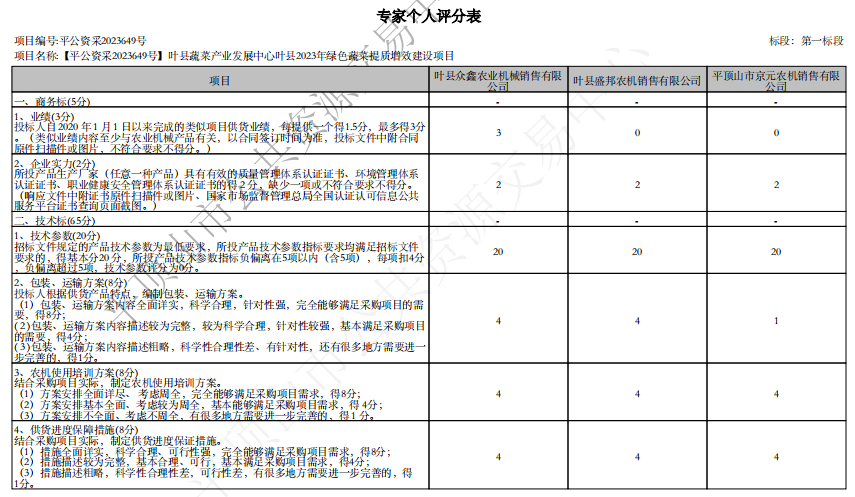 专家个人评分表
项目编号:平公资采2023649号
标段: 第一标段
项目名称:【平公资采2023649号】叶县蔬菜产业发展中心叶县2023年绿色蔬菜提质增效建设项目
项目
叶县众鑫农业机械销售有限
公司
叶县盛邦农机销售有限公司
平顶山市京元农机销售有限
公司
一、商务标(5分)
-
-
-
1、业绩(3分)
投标人自2020 年1 月1 日以来完成的类似项目供货业绩，每提供一个得1.5分，最多得3分
。（类似业绩内容至少与农业机械产品有关，以合同签订时间为准，投标文件中附合同
原件扫描件或图片，不符合要求不得分。）
3
0
0
2、企业实力(2分)
所投产品生产厂家（任意一种产品）具有有效的质量管理体系认证证书、环境管理体系
认证证书、职业健康安全管理体系认证证书的得 2 分，缺少一项或不符合要求不得分。
（响应文件中附证书原件扫描件或图片、国家市场监督管理总局全国认证认可信息公共
服务平台证书查询页面截图。）
2
2
2
二、技术标(65分)
-
-
-
1、技术参数(20分)
招标文件规定的产品技术参数为最低要求，所投产品技术参数指标要求均满足招标文件
要求的，得基本分20 分，所投产品技术参数指标负偏离在5项以内（含5项），每项扣4分
，负偏离超过5项，技术参数评分为0分。
20
20
20
2、包装、运输方案(8分)
投标人根据供货产品特点，编制包装、运输方案。
（1）包装、运输方案内容全面详实，科学合理，针对性强，完全能够满足采购项目的需
要，得8分；
(2)包装、运输方案内容描述较为完整，较为科学合理，针对性较强，基本满足采购项目
的需要，得4分；
(3)包装、运输方案内容描述粗略，科学性合理性差、有针对性，还有很多地方需要进一
步完善的，得1分。
4
4
1
3、农机使用培训方案(8分)
结合采购项目实际，制定农机使用培训方案。
（1）方案安排全面详尽、考虑周全，完全能够满足采购项目需求，得8分；
（2）方案安排基本全面、考虑较为周全，基本能够满足采购项目需求，得 4分；
（3）方案安排不全面、考虑不周全，有很多地方需要进一步完善的，得 1 分。
4
4
4
4、供货进度保障措施(8分)
结合采购项目实际，制定供货进度保证措施。
（1）措施全面详实，科学合理、可行性强，完全能够满足采购项目需求，得8分；
（2）措施描述较为完整，基本合理、可行，基本满足采购项目需求，得4分；
（3）措施描述粗略，科学性合理性差，可行性差，有很多地方需要进一步完善的，得
1分。
4
4
4
平顶山市公共资源交易中心